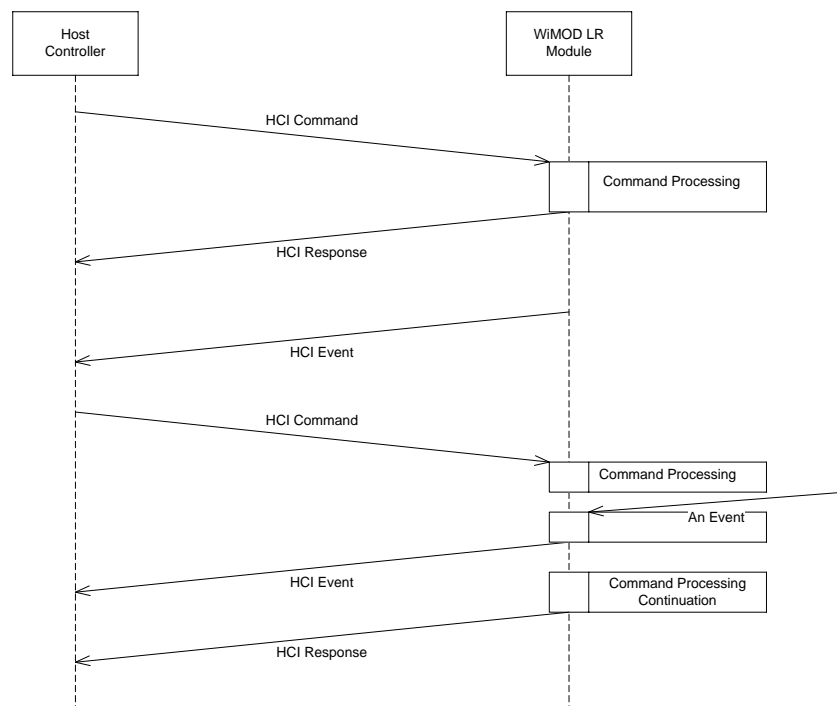 Host
Controller
WiMOD LR
Module
HCI Command
Command Processing
HCI Response
HCI Event
HCI Command
Command Processing
An Event
HCI Event
Command Processing
Continuation
HCI Response